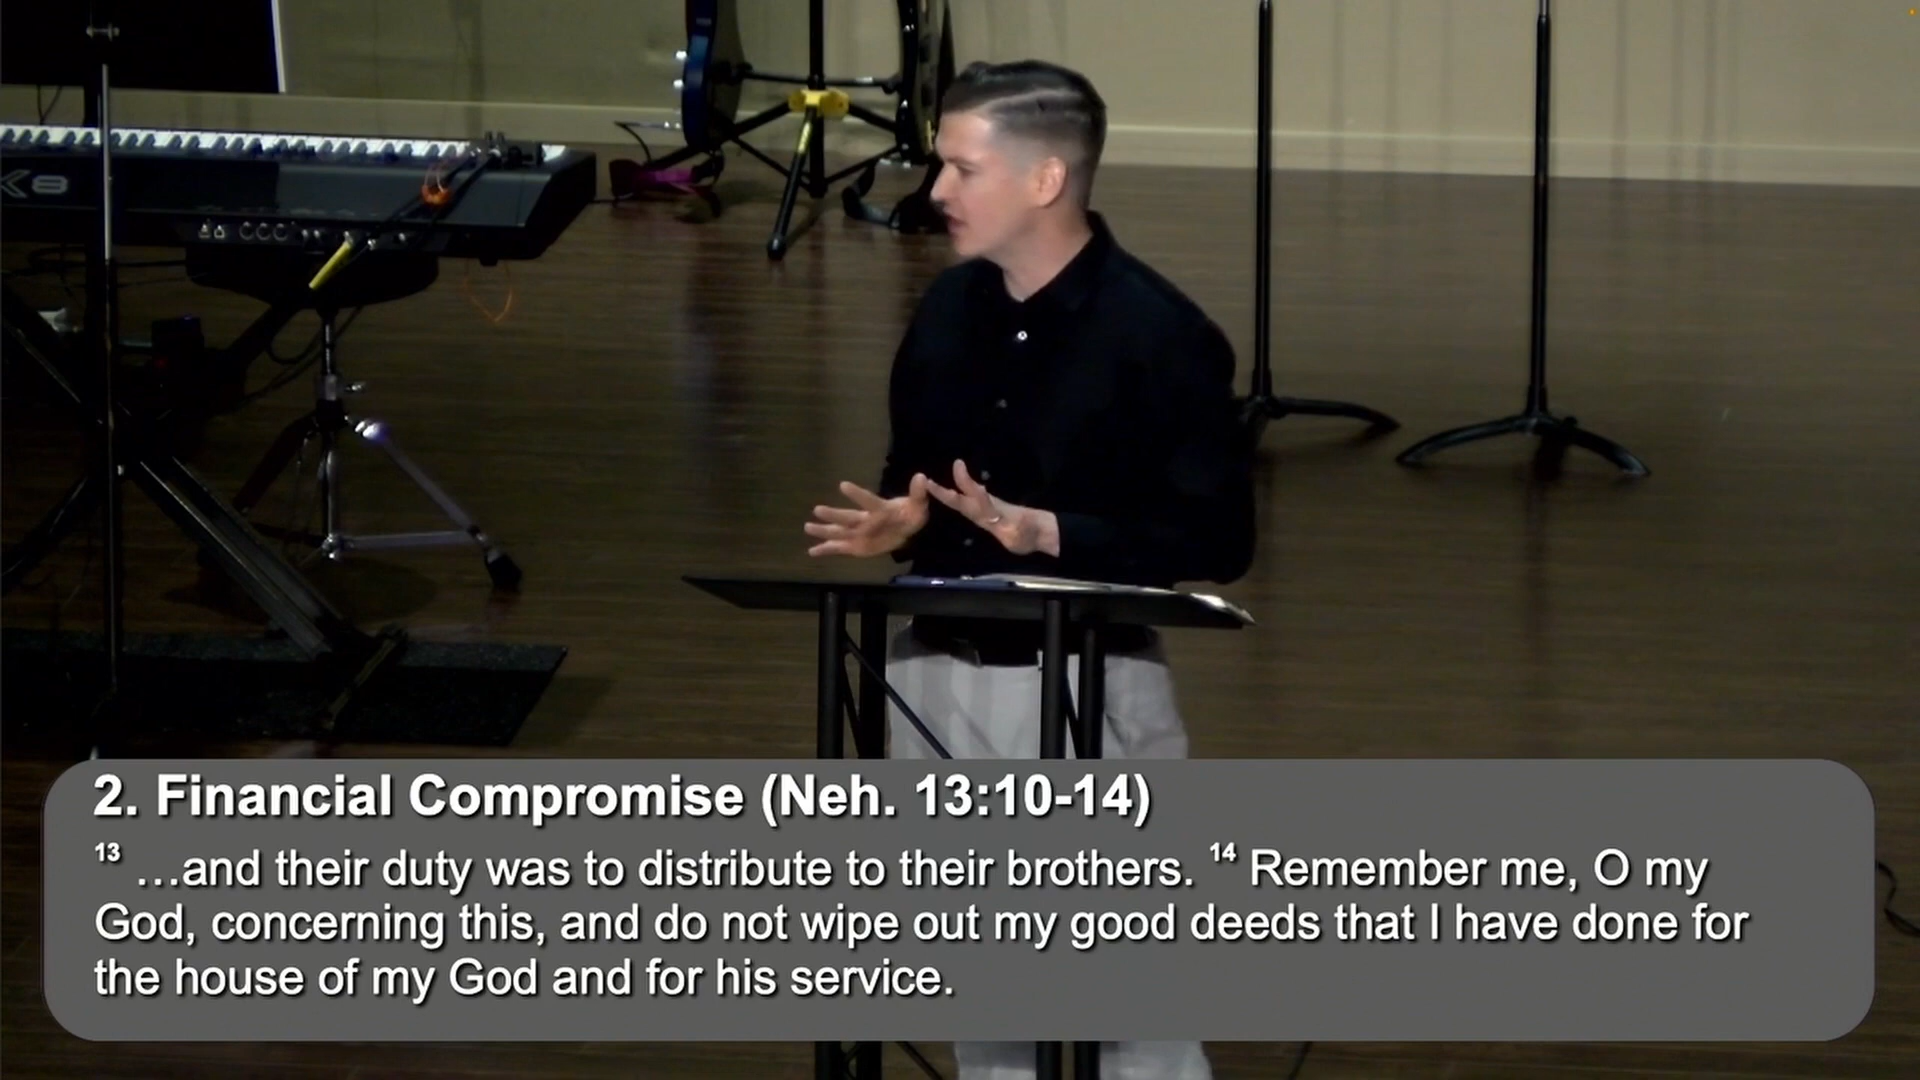 X8
2. Financial Compromise (Neh. 13:10-14)
13 …and their duty was to distribute to their brothers. 14 Remember me, O my
God, concerning this, and do not wipe out my good deeds that I have done for
the house of my God and for his service.